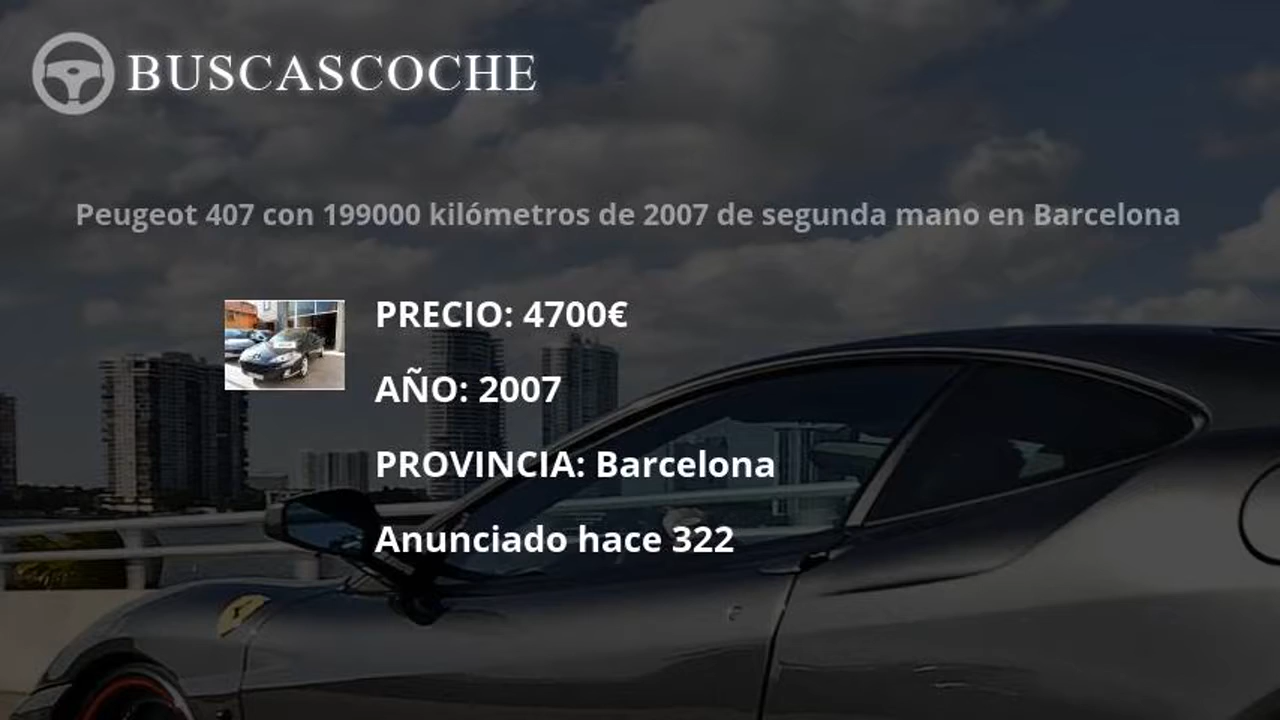 BUSCASCOCHE
Peugeot 407 con 199000 kilómetros de 2007 de segunda mano en Barcelona
PRECIO: 4700€
AÑO: 2007
PROVINCIA: Barcelona
Anunciado hace 322